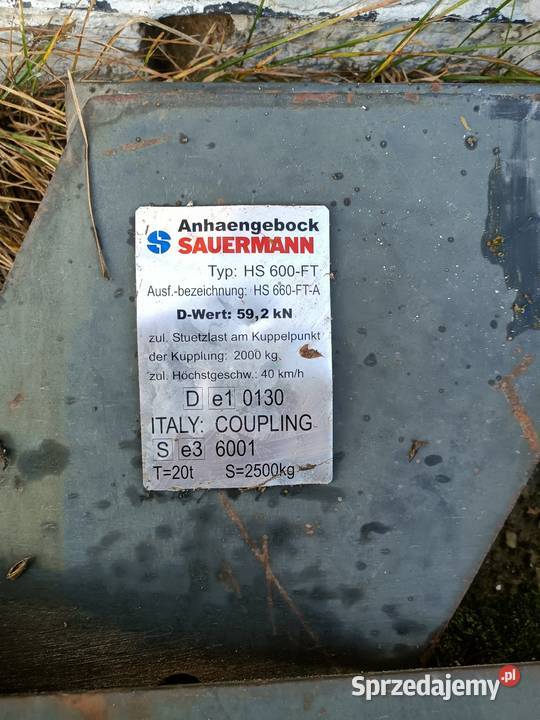 Anhaengebock
SAUERMANN
Typ: HS 600-FT
Ausf.-bezeichnung: HS 660-FT-A
D-Wert: 59,2 kN
zul. Stuetzlast am Kuppelpunkt
der Kupplung: 2000 kg
zul. Höchstgeschw.: 40 km/h
D e1 0130
ITALY: COUPLING
S e3 6001
T=20t S=2500kg
Sprzedajemy.pl